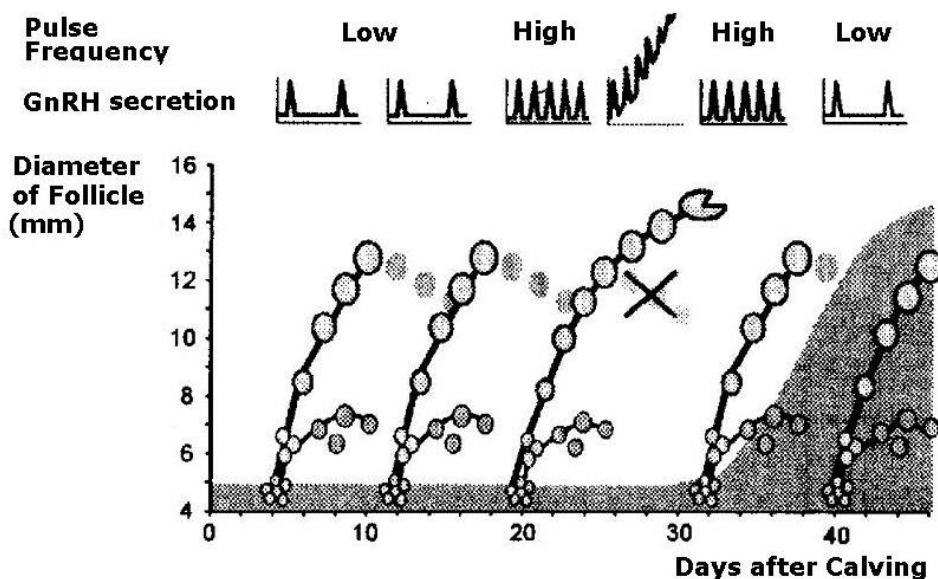 Pulse
Frequency
Low
High
High
Low
GnRH secretion
Diameter
of Follicle
(mm)
16
14
12
10
8
6
4
0
10
20
30
40
Days after Calving